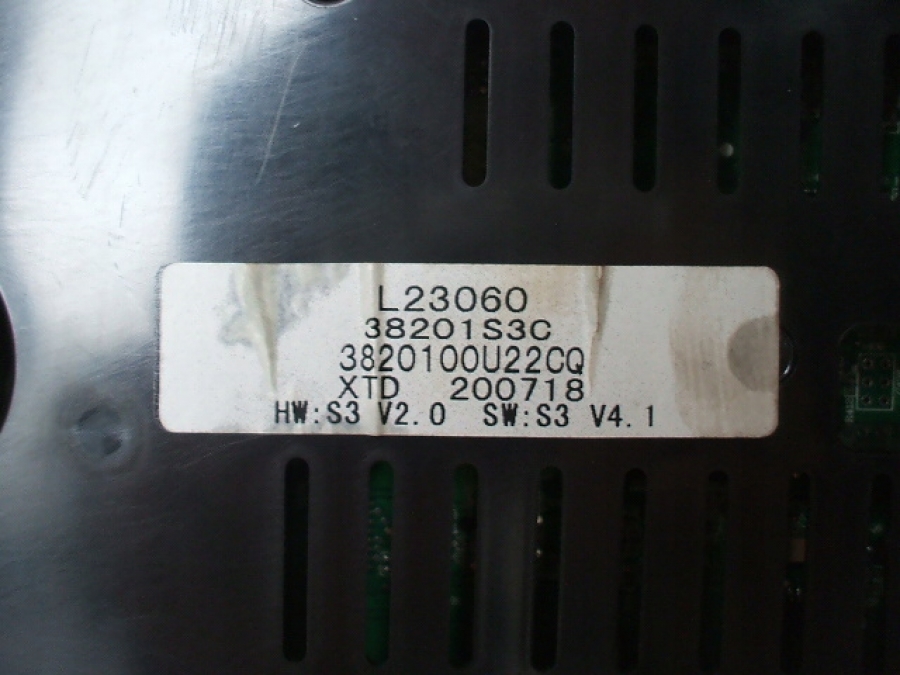 L23060
38201S3C
3820100U22CQ
XTD 200718
HW:S3 V2.0 SW:S3 V4.1